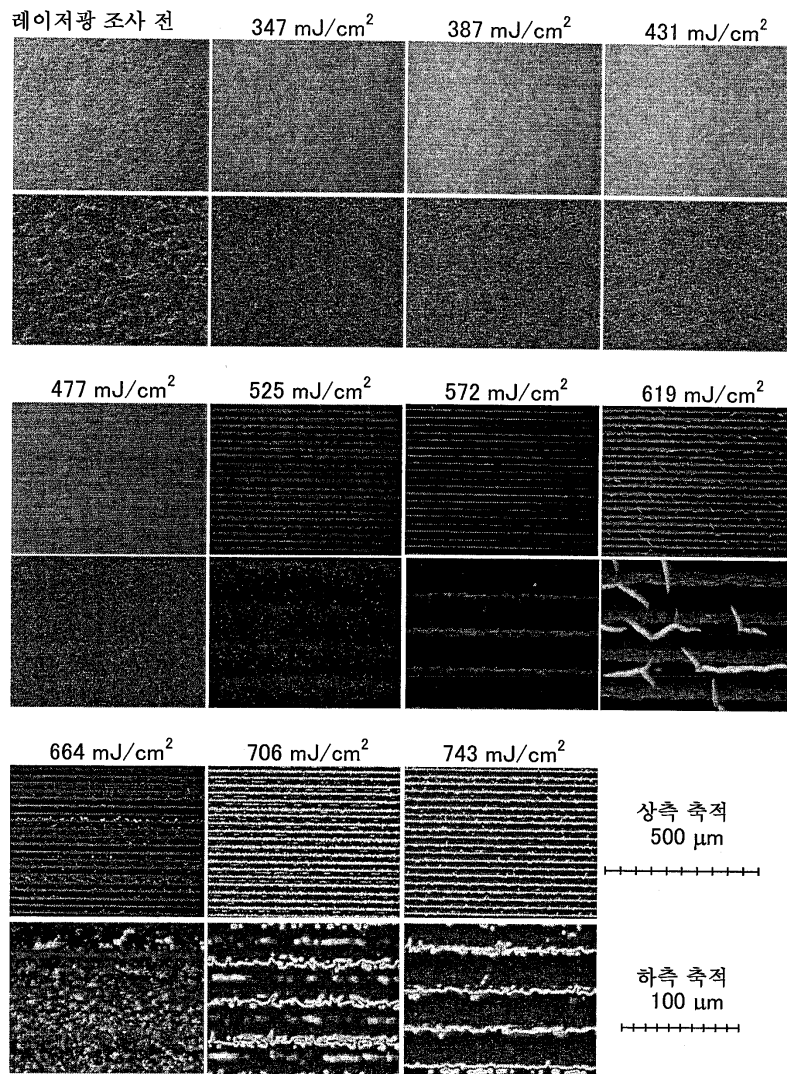 레이저광 조사 전
347 mJ/cm²
387 mJ/cm²
431 mJ/cm²
477 mJ/cm²
525 mJ/cm²
572 mJ/cm²
619 mJ/cm²
664 mJ/cm²
706 mJ/cm²
743 mJ/cm²
상측 축적
500 μm
하측 축적
100 μm